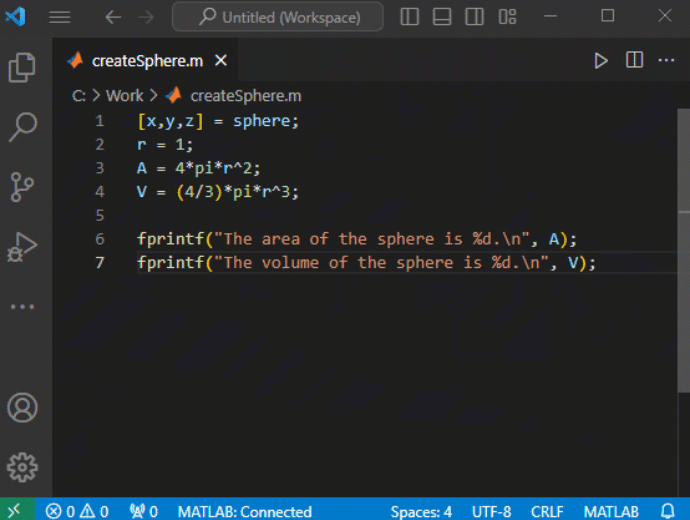 Untitled (Workspace)
createSphere.m
C: > Work > createSphere.m
1 [x,y,z] = sphere;
2 r = 1;
3 A = 4*pi*r^2;
4 V = (4/3)*pi*r^3;
5
6 fprintf("The area of the sphere is %d.\n", A);
7 fprintf("The volume of the sphere is %d.\n", V);
0 0 0 MATLAB: Connected Spaces: 4 UTF-8 CRLF MATLAB